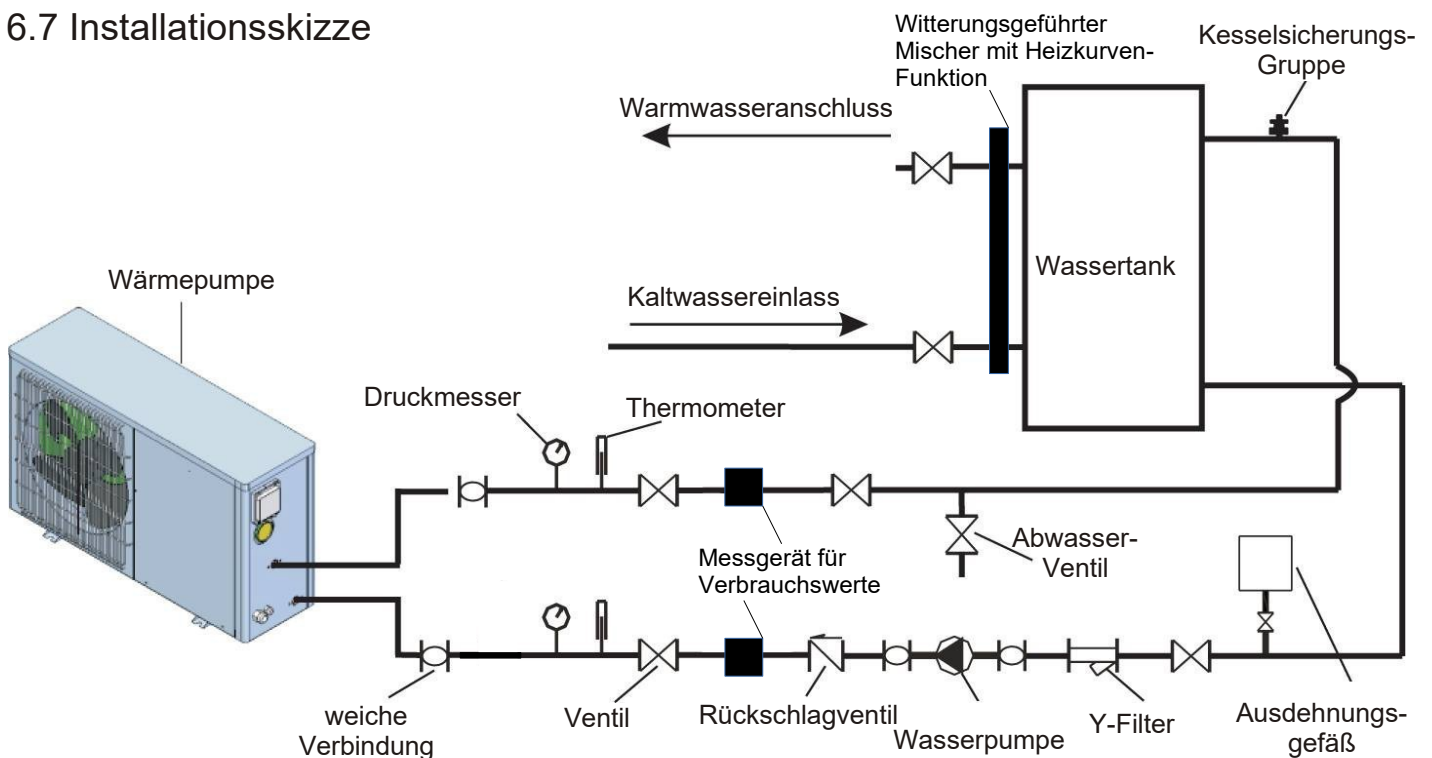 6.7 Installationsskizze
Witterungsgeführter
Mischer mit Heizkurven-
Funktion
Kesselsicherungs-
Gruppe
Warmwasseranschluss
Wassertank
Wärmepumpe
Kaltwassereinlass
Druckmesser
Thermometer
Messgerät für
Verbrauchswerte
Abwasser-
Ventil
weiche
Verbindung
Ventil
Rückschlagventil
Wasserpumpe
Y-Filter
Ausdehnungs-
gefäß